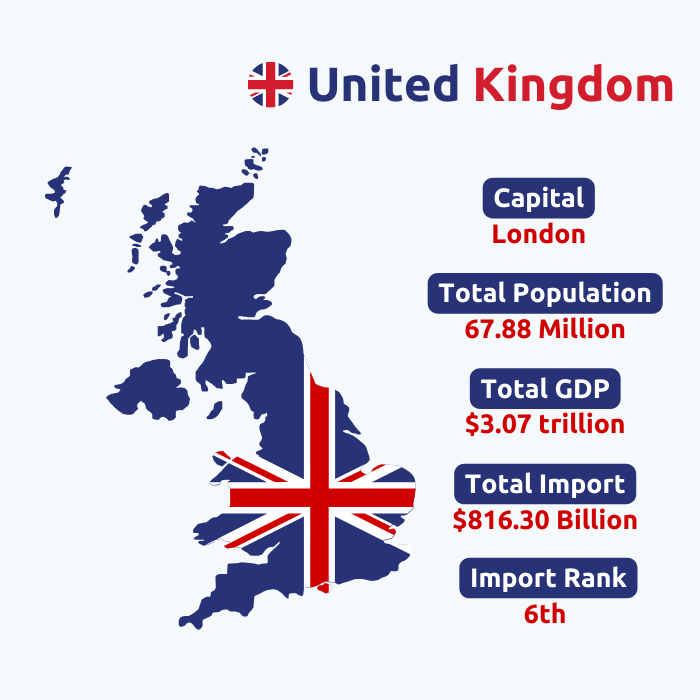 United Kingdom
Capital
London
Total Population
67.88 Million
Total GDP
$3.07 trillion
Total Import
$816.30 Billion
Import Rank
6th